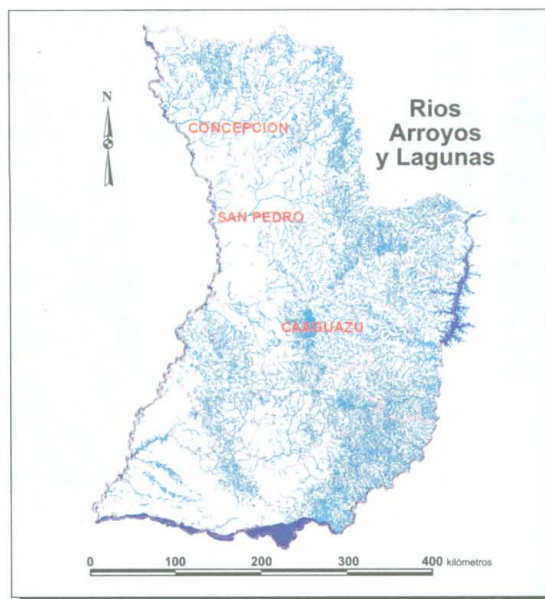 N
Rios
Arroyos
y Lagunas
CONCEPCION
SAN PEDRO
CAAGUAZU
0 100 200 300 400 kilómetros